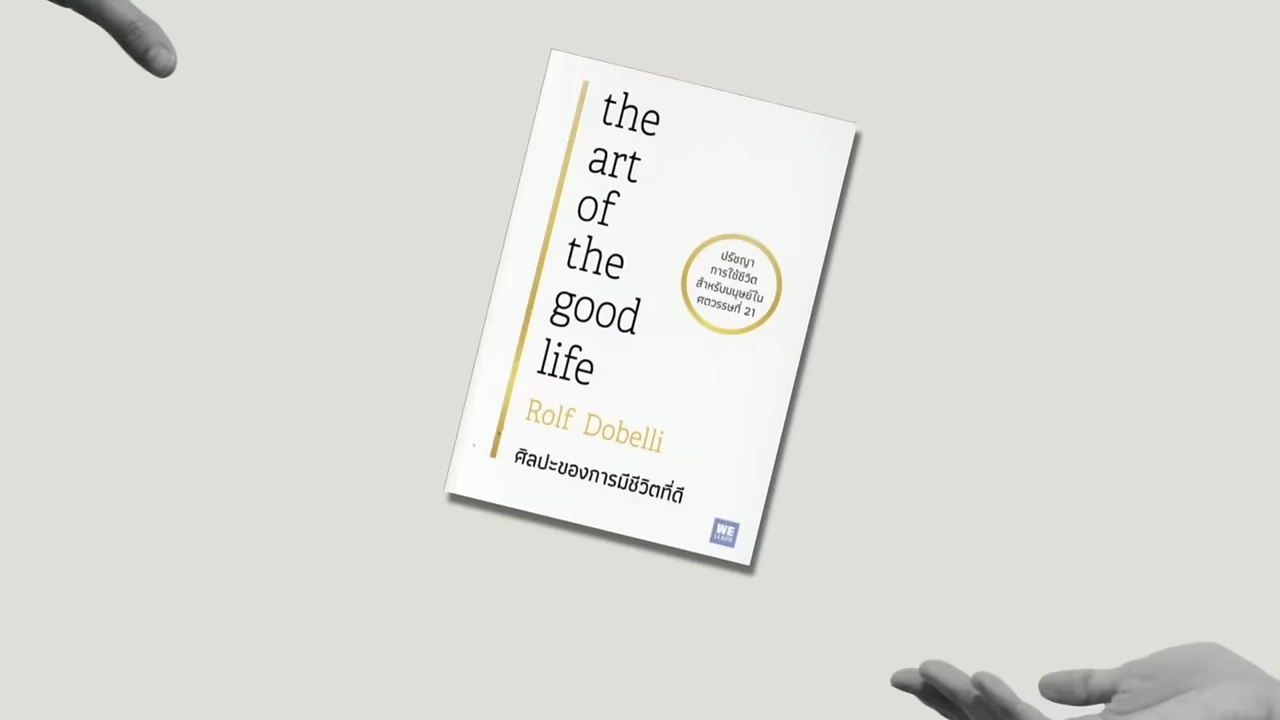 the
art
of
the
good
life
ปรัชญา
การใช้ชีวิต
สำหรับมนุษย์ใน
ศตวรรษที่ 21
Rolf Dobelli
ศิลปะของการมีชีวิตที่ดี
WE
LEARN